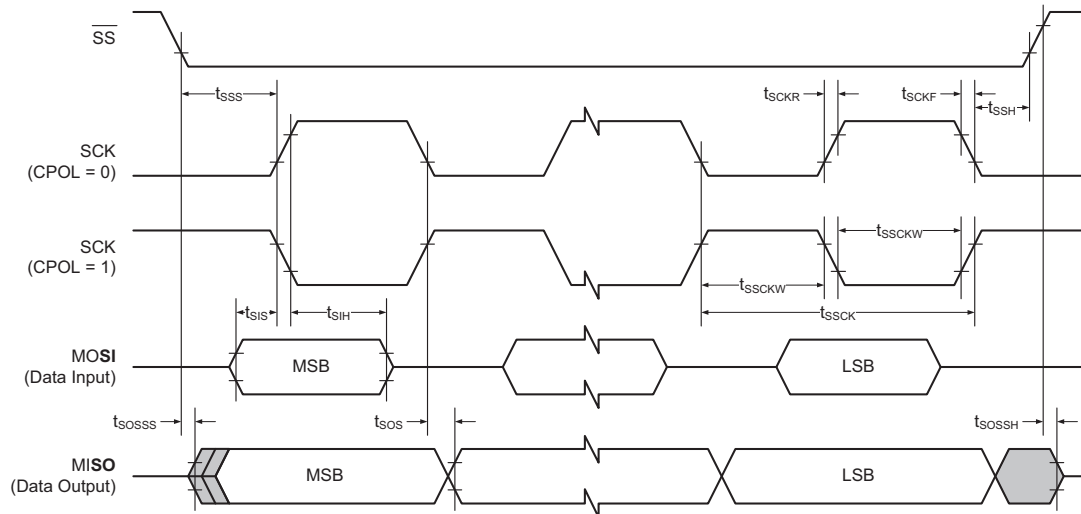 SS
tSSS
tSCKR
tSCKF
tSSH
SCK
(CPOL = 0)
SCK
(CPOL = 1)
tSSCKW
tSSCKW
tSSCK
tSIS
tSIH
MOSI
(Data Input)
MSB
LSB
tSOSSS
tSOS
tSOSSH
MISO
(Data Output)
MSB
LSB